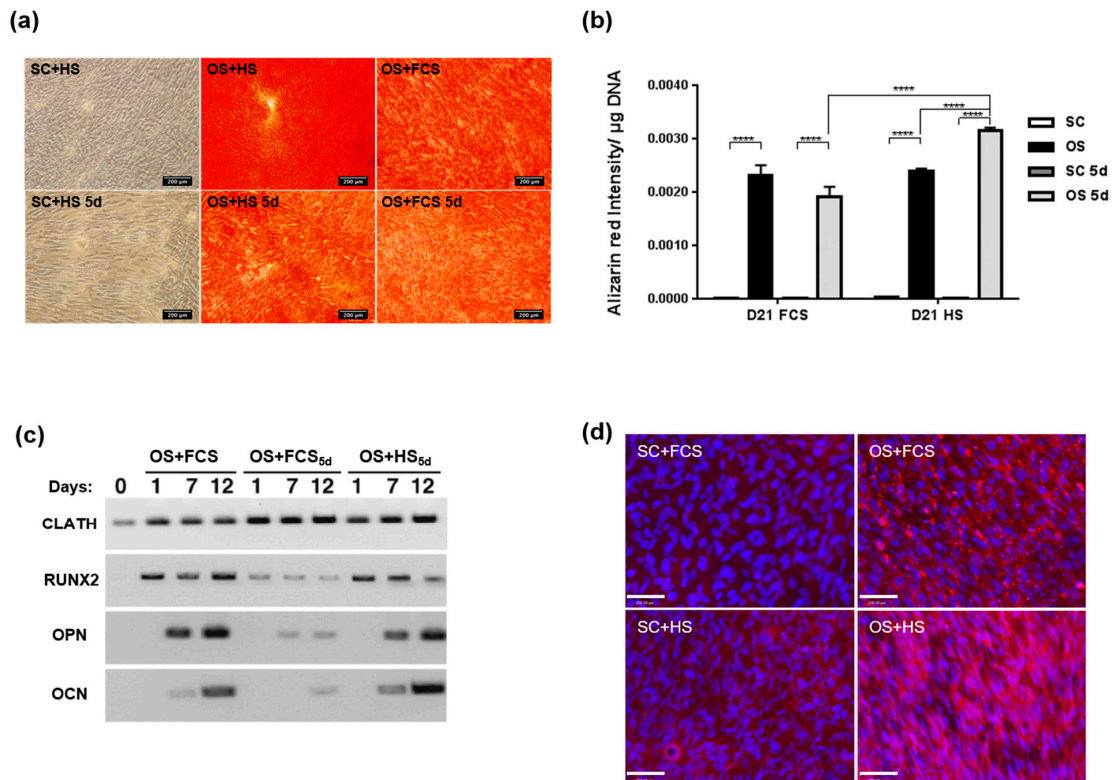 (a)
SC+HS
OS+HS
OS+FCS
200 μm
200 μm
200 μm
SC+HS 5d
OS+HS 5d
OS+FCS 5d
200 μm
200 μm
200 μm
(b)
Alizarin red Intensity/ μg DNA
0.0040
0.0030
0.0020
0.0010
0.0000
****
****
****
****
****
****
D21 FCS
D21 HS
SC
OS
SC 5d
OS 5d
(c)
OS+FCS
OS+FCS5d
OS+HS5d
Days: 0 1 7 12 1 7 12 1 7 12
CLATH
RUNX2
OPN
OCN
(d)
SC+FCS
OS+FCS
SC+HS
OS+HS